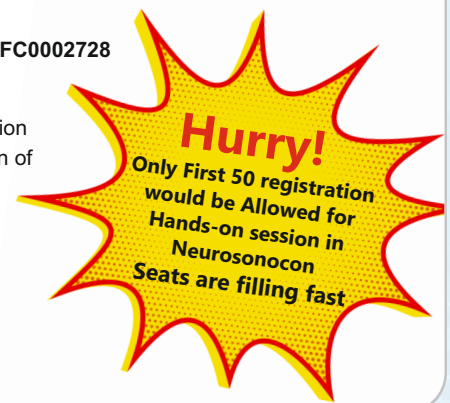 FC0002728
ion
n of
Hurry!
Only First 50 registration
would be Allowed for
Hands-on session in
Neurosonocon
Seats are filling fast